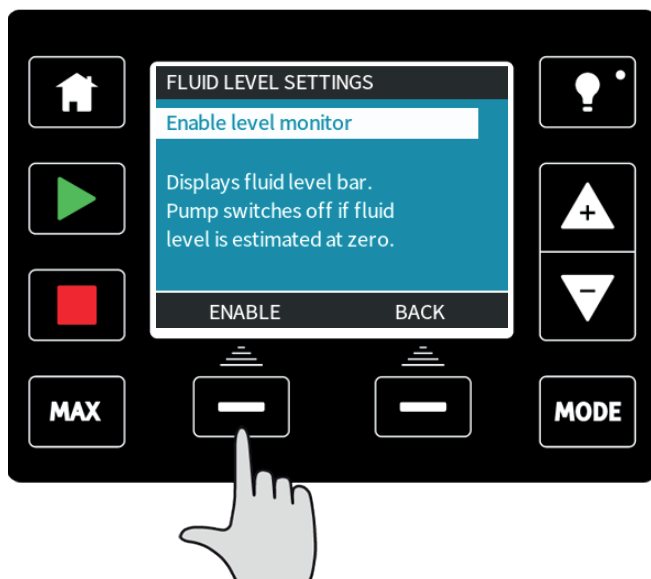 FLUID LEVEL SETTINGS
Enable level monitor
Displays fluid level bar.
Pump switches off if fluid
level is estimated at zero.
ENABLE BACK
MAX
MODE